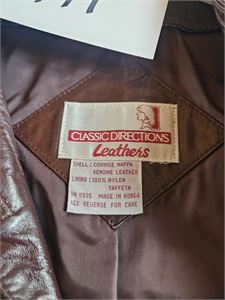 CLASSIC DIRECTIONS
Leathers
SHELL: COWHIDE NAPPA
GENUINE LEATHER
LINING: 100% NYLON
TAFFETA
RN 0935 MADE IN KOREA
SEE REVERSE FOR CARE